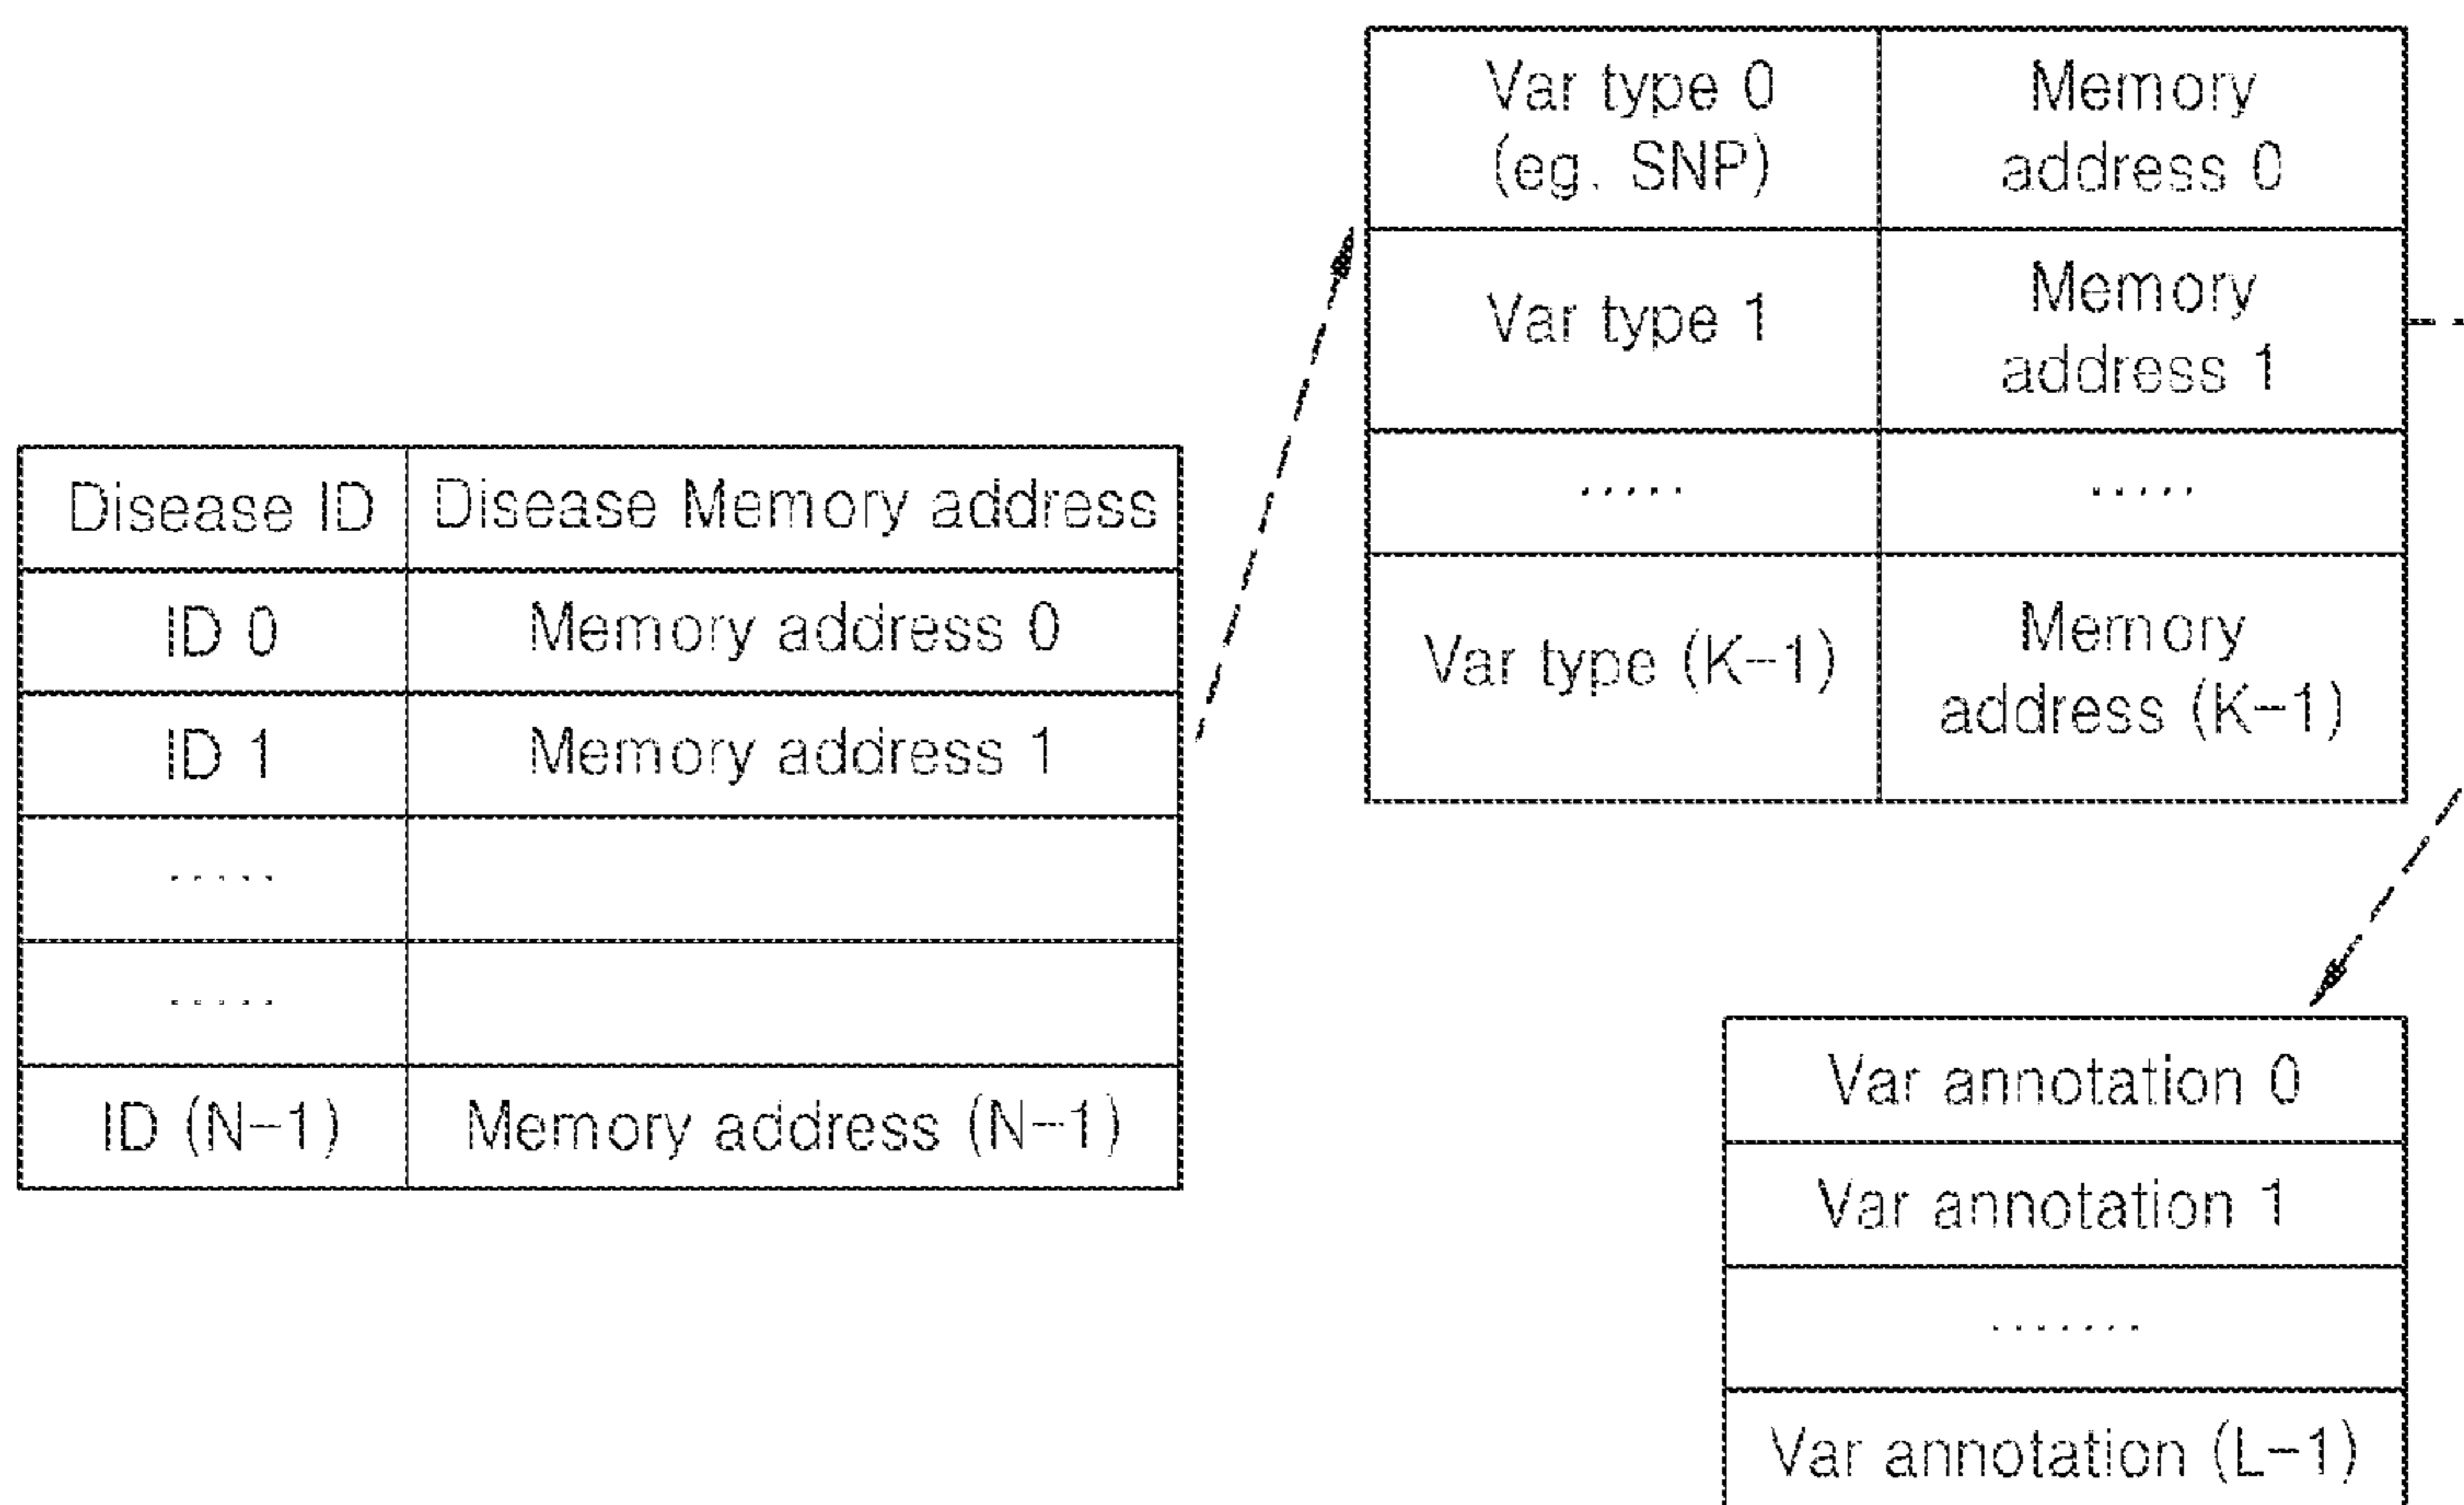 Var type 0
(eg. SNP)
Memory
address 0
Var type 1
Memory
address 1
.....
.....
Var type (K-1)
Memory
address (K-1)
Disease ID
Disease Memory address
ID 0
Memory address 0
ID 1
Memory address 1
.....
.....
ID (N-1)
Memory address (N-1)
Var annotation 0
Var annotation 1
.......
Var annotation (L-1)